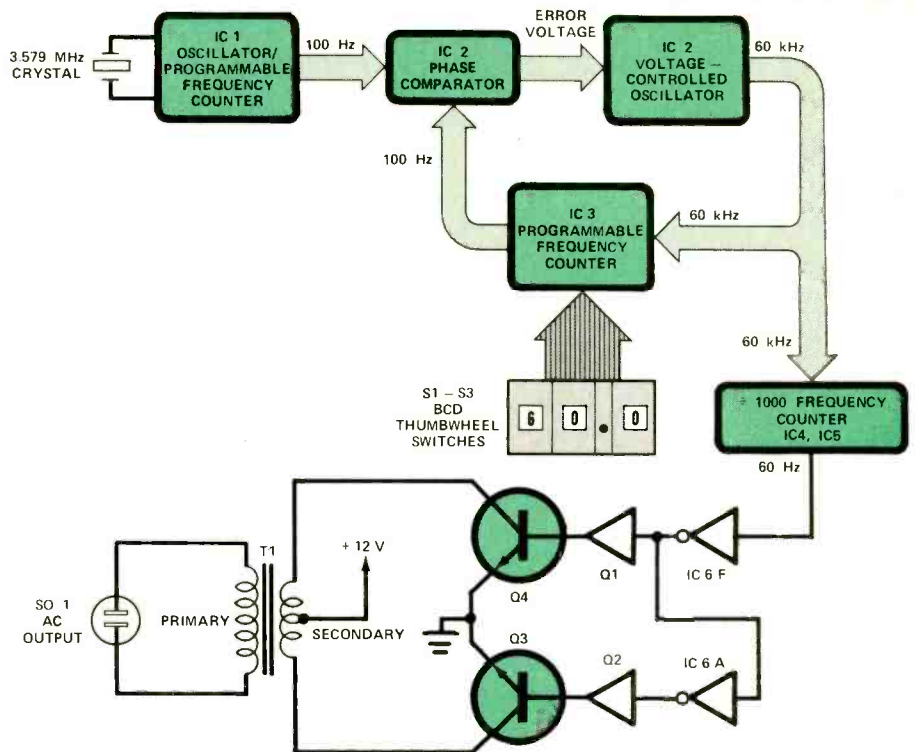 3.579 MHz
CRYSTAL
IC 1
OSCILLATOR/
PROGRAMMABLE
FREQUENCY
COUNTER
100 Hz
IC 2
PHASE
COMPARATOR
ERROR
VOLTAGE
IC 2
VOLTAGE –
CONTROLLED
OSCILLATOR
60 kHz
100 Hz
IC 3
PROGRAMMABLE
FREQUENCY
COUNTER
60 kHz
60 kHz
S1 – S3
BCD
THUMBWHEEL
SWITCHES
6 0 . 0
÷ 1000 FREQUENCY
COUNTER
IC4, IC5
60 Hz
SO 1
AC
OUTPUT
PRIMARY
T1
SECONDARY
+ 12 V
Q4
Q1
IC 6 F
Q3
Q2
IC 6 A